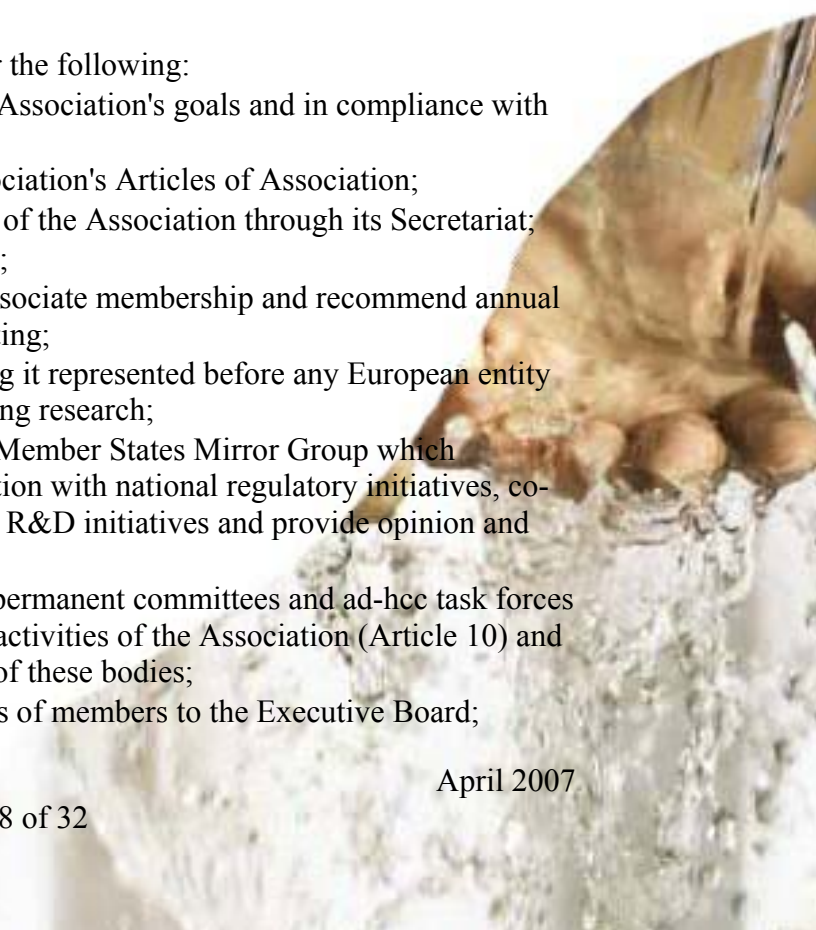 r the following:
Association's goals and in compliance with
ociation's Articles of Association;
of the Association through its Secretariat;
;
sociate membership and recommend annual
ting;
g it represented before any European entity
ng research;
Member States Mirror Group which
tion with national regulatory initiatives, co-
R&D initiatives and provide opinion and
permanent committees and ad-hcc task forces
activities of the Association (Article 10) and
of these bodies;
s of members to the Executive Board;
April 2007
8 of 32